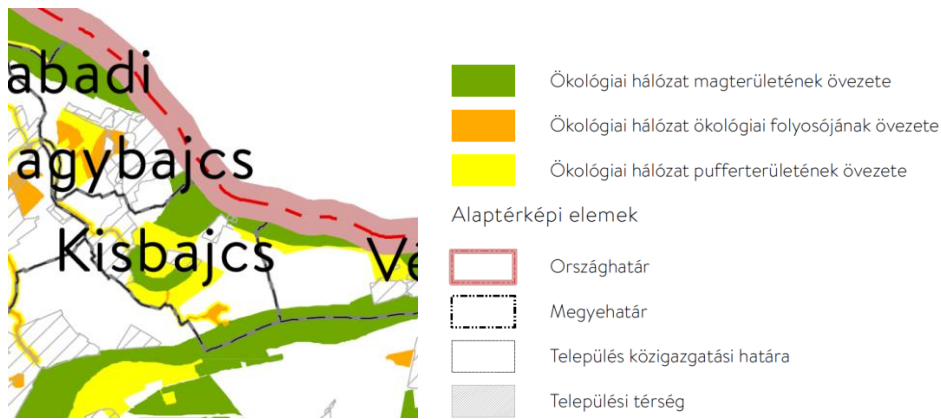 abadi
agybajcs
Kisbajcs
Vé
Ökológiai hálózat magterületének övezete
Ökológiai hálózat ökológiai folyosójának övezete
Ökológiai hálózat pufferterületének övezete
Alaptérképi elemek
Országhatár
Megyehatár
Település közigazgatási határa
Települési térség